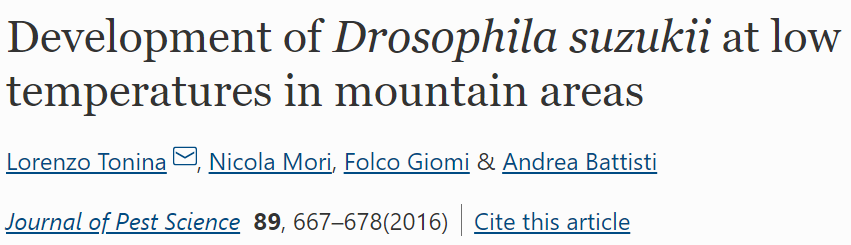 Development of Drosophila suzukii at low
temperatures in mountain areas
Lorenzo Tonina, Nicola Mori, Folco Giomi & Andrea Battisti
Journal of Pest Science 89, 667–678(2016) Cite this article